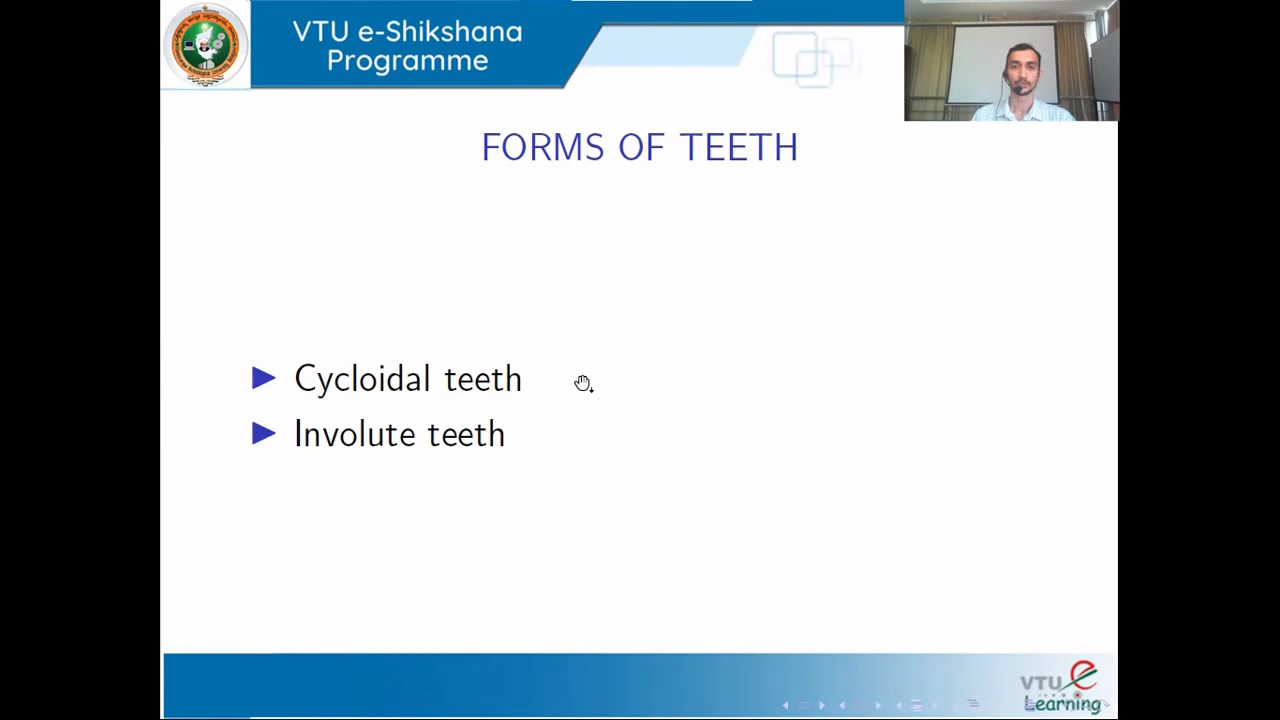 VTU e-Shikshana
Programme
FORMS OF TEETH
Cycloidal teeth
Involute teeth
VTU e
Learning